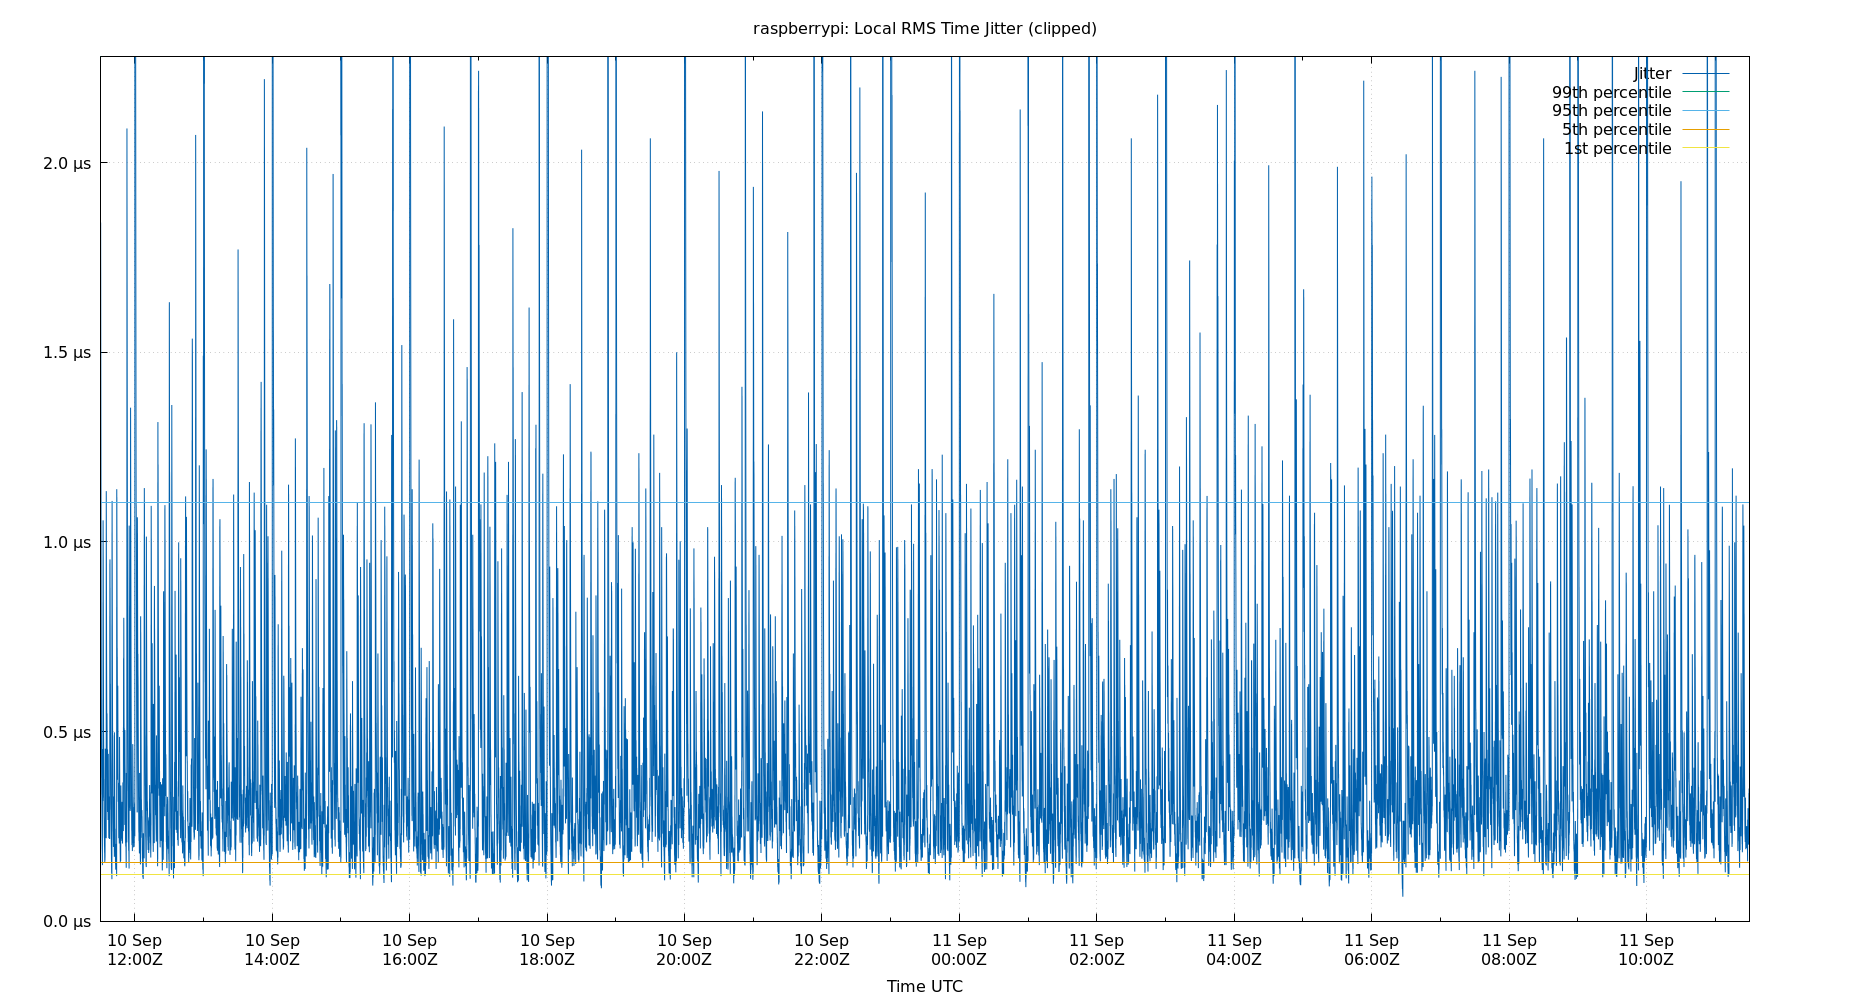 raspberrypi: Local RMS Time Jitter (clipped)
Jitter
99th percentile
95th percentile
5th percentile
1st percentile
2.0 µs
1.5 µs
1.0 µs
0.5 µs
0.0 µs
10 Sep 10 Sep 10 Sep 10 Sep 10 Sep 10 Sep 11 Sep 11 Sep 11 Sep 11 Sep 11 Sep 11 Sep
12:00Z 14:00Z 16:00Z 18:00Z 20:00Z 22:00Z 00:00Z 02:00Z 04:00Z 06:00Z 08:00Z 10:00Z
Time UTC